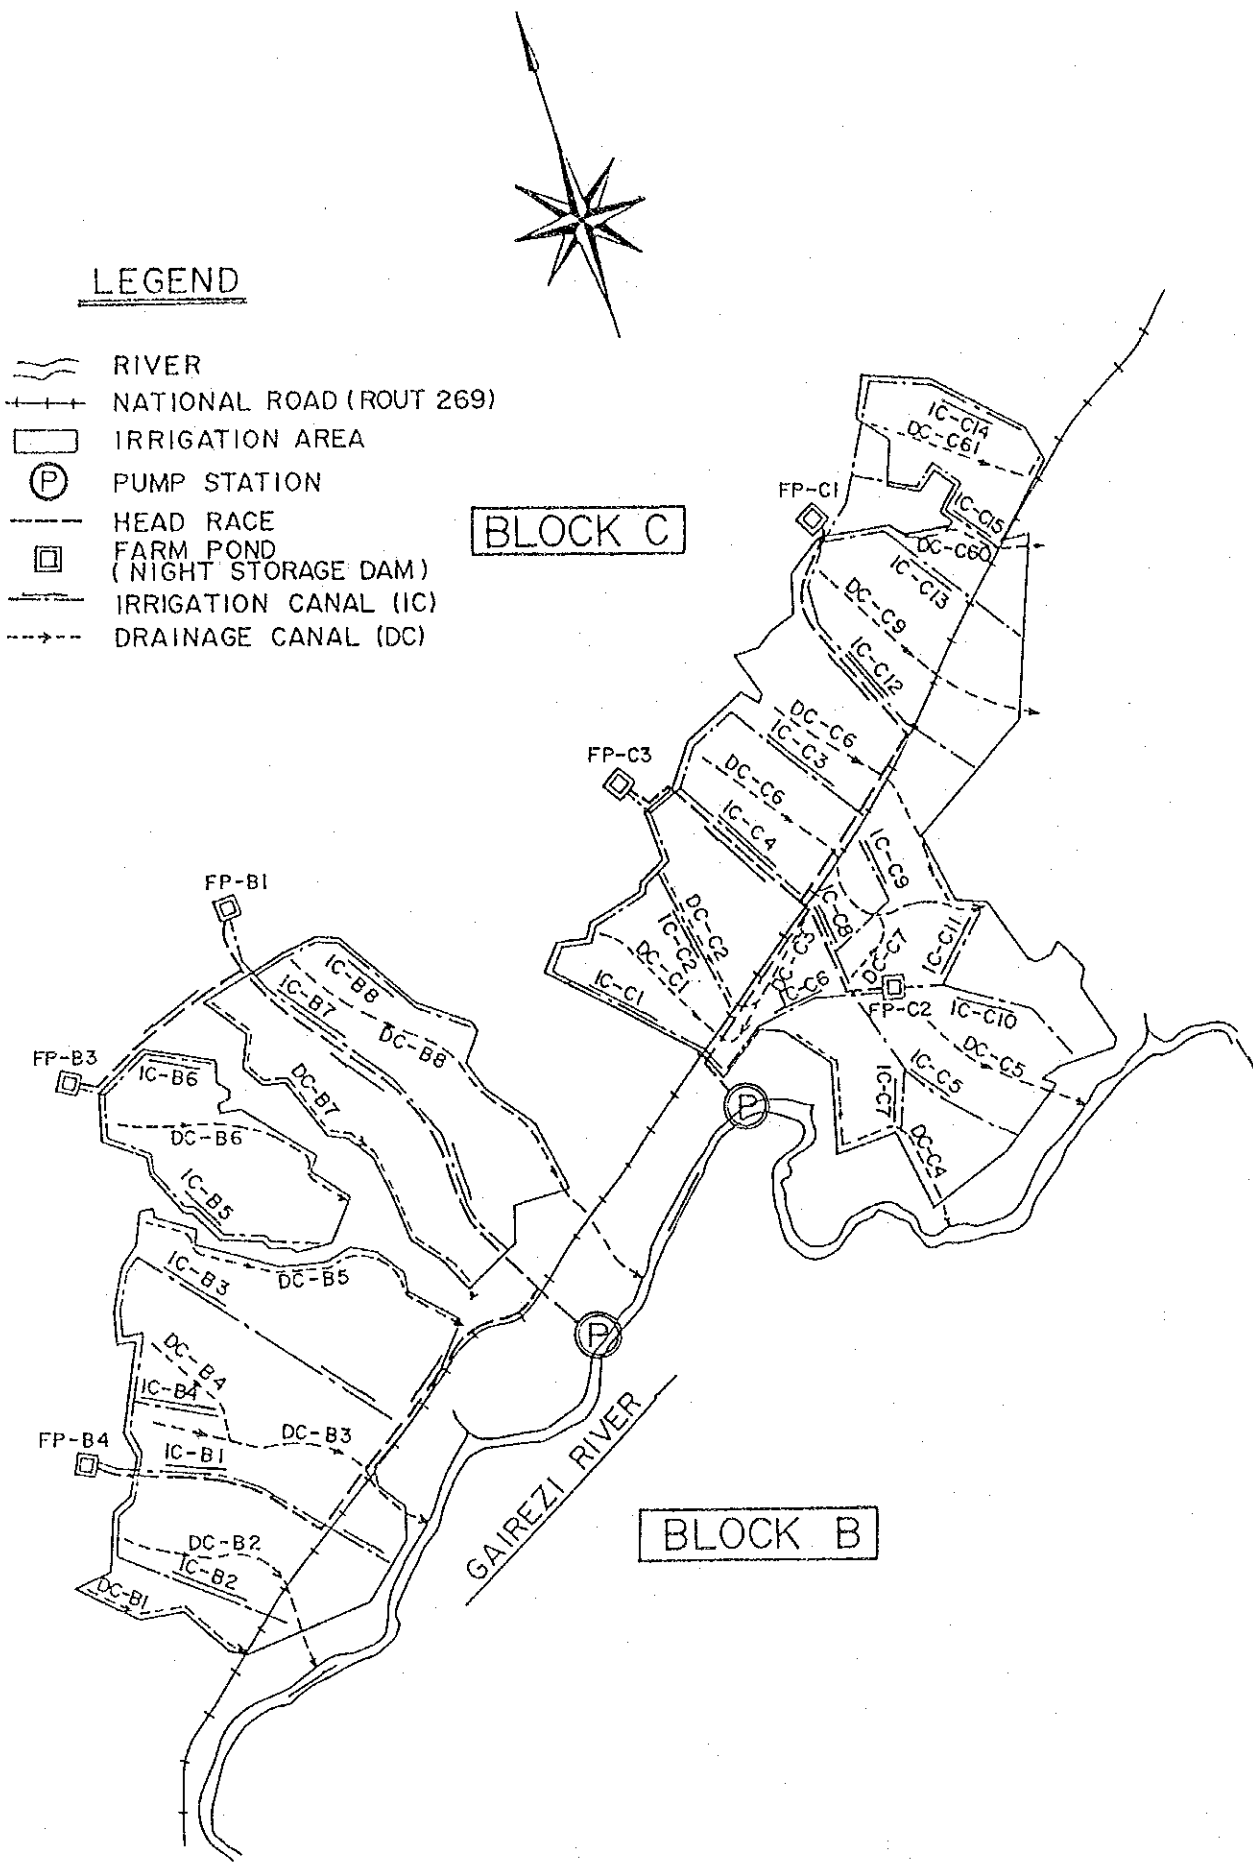 LEGEND
RIVER
NATIONAL ROAD (ROUT 269)
IRRIGATION AREA
P PUMP STATION
HEAD RACE
FARM POND
(NIGHT STORAGE DAM)
IRRIGATION CANAL (IC)
DRAINAGE CANAL (DC)
BLOCK C
IC-C14
DC-C61
FP-C1
IC-C15
DC-C60
IC-C13
DC-C9
IC-C12
DC-C6
IC-C3
FP-C3
DC-C6
IC-C4
IC-C9
IC-C8
DC-C2
IC-C2
DC-C1
IC-C1
DC-C3
IC-C6
DC-C7
IC-C11
FP-C2
IC-C10
DC-C5
IC-C5
IC-C7
DC-C4
P
FP-B1
IC-B8
IC-B7
DC-B8
FP-B3
IC-B6
DC-B7
DC-B6
IC-B5
IC-B3
DC-B5
P
DC-B4
IC-B4
DC-B3
FP-B4
IC-B1
DC-B2
IC-B2
DC-B1
GAIREZI RIVER
BLOCK B